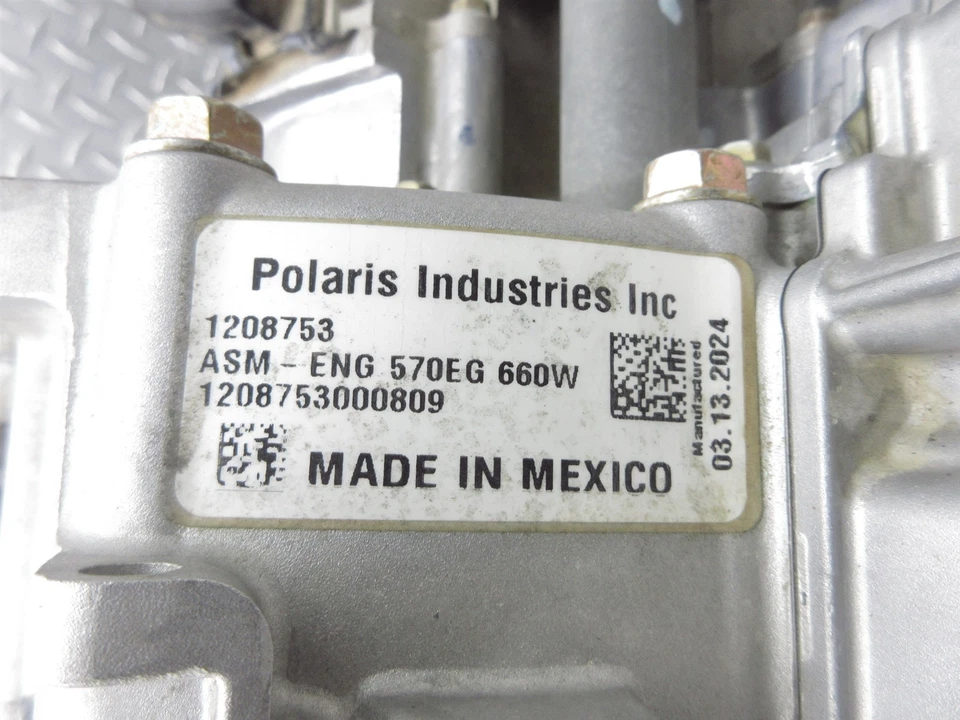 Polaris Industries Inc
1208753
ASM - ENG 570EG 660W
1208753000809
MADE IN MEXICO
Manufactured
03.13.2024